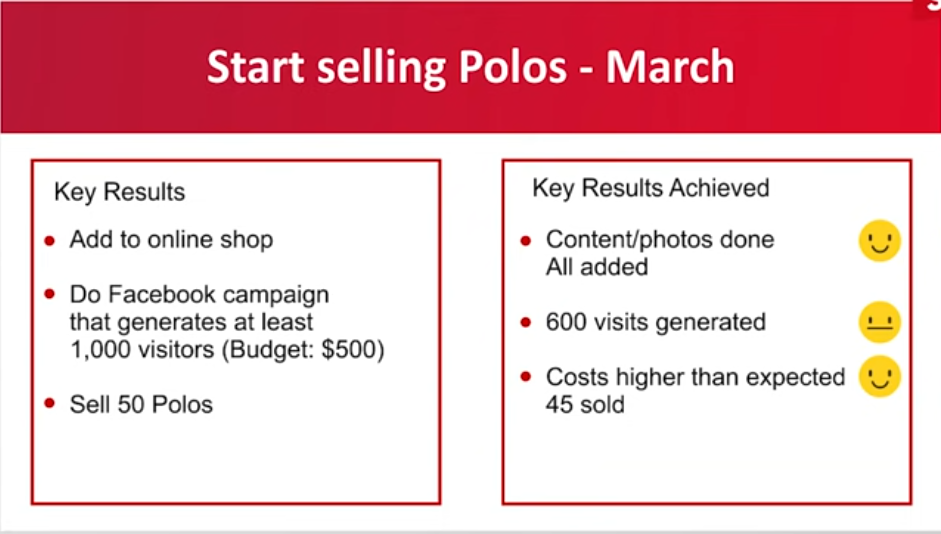 Start selling Polos - March
Key Results
Add to online shop
Do Facebook campaign
that generates at least
1,000 visitors (Budget: $500)
Sell 50 Polos
Key Results Achieved
Content/photos done
All added
600 visits generated
Costs higher than expected
45 sold